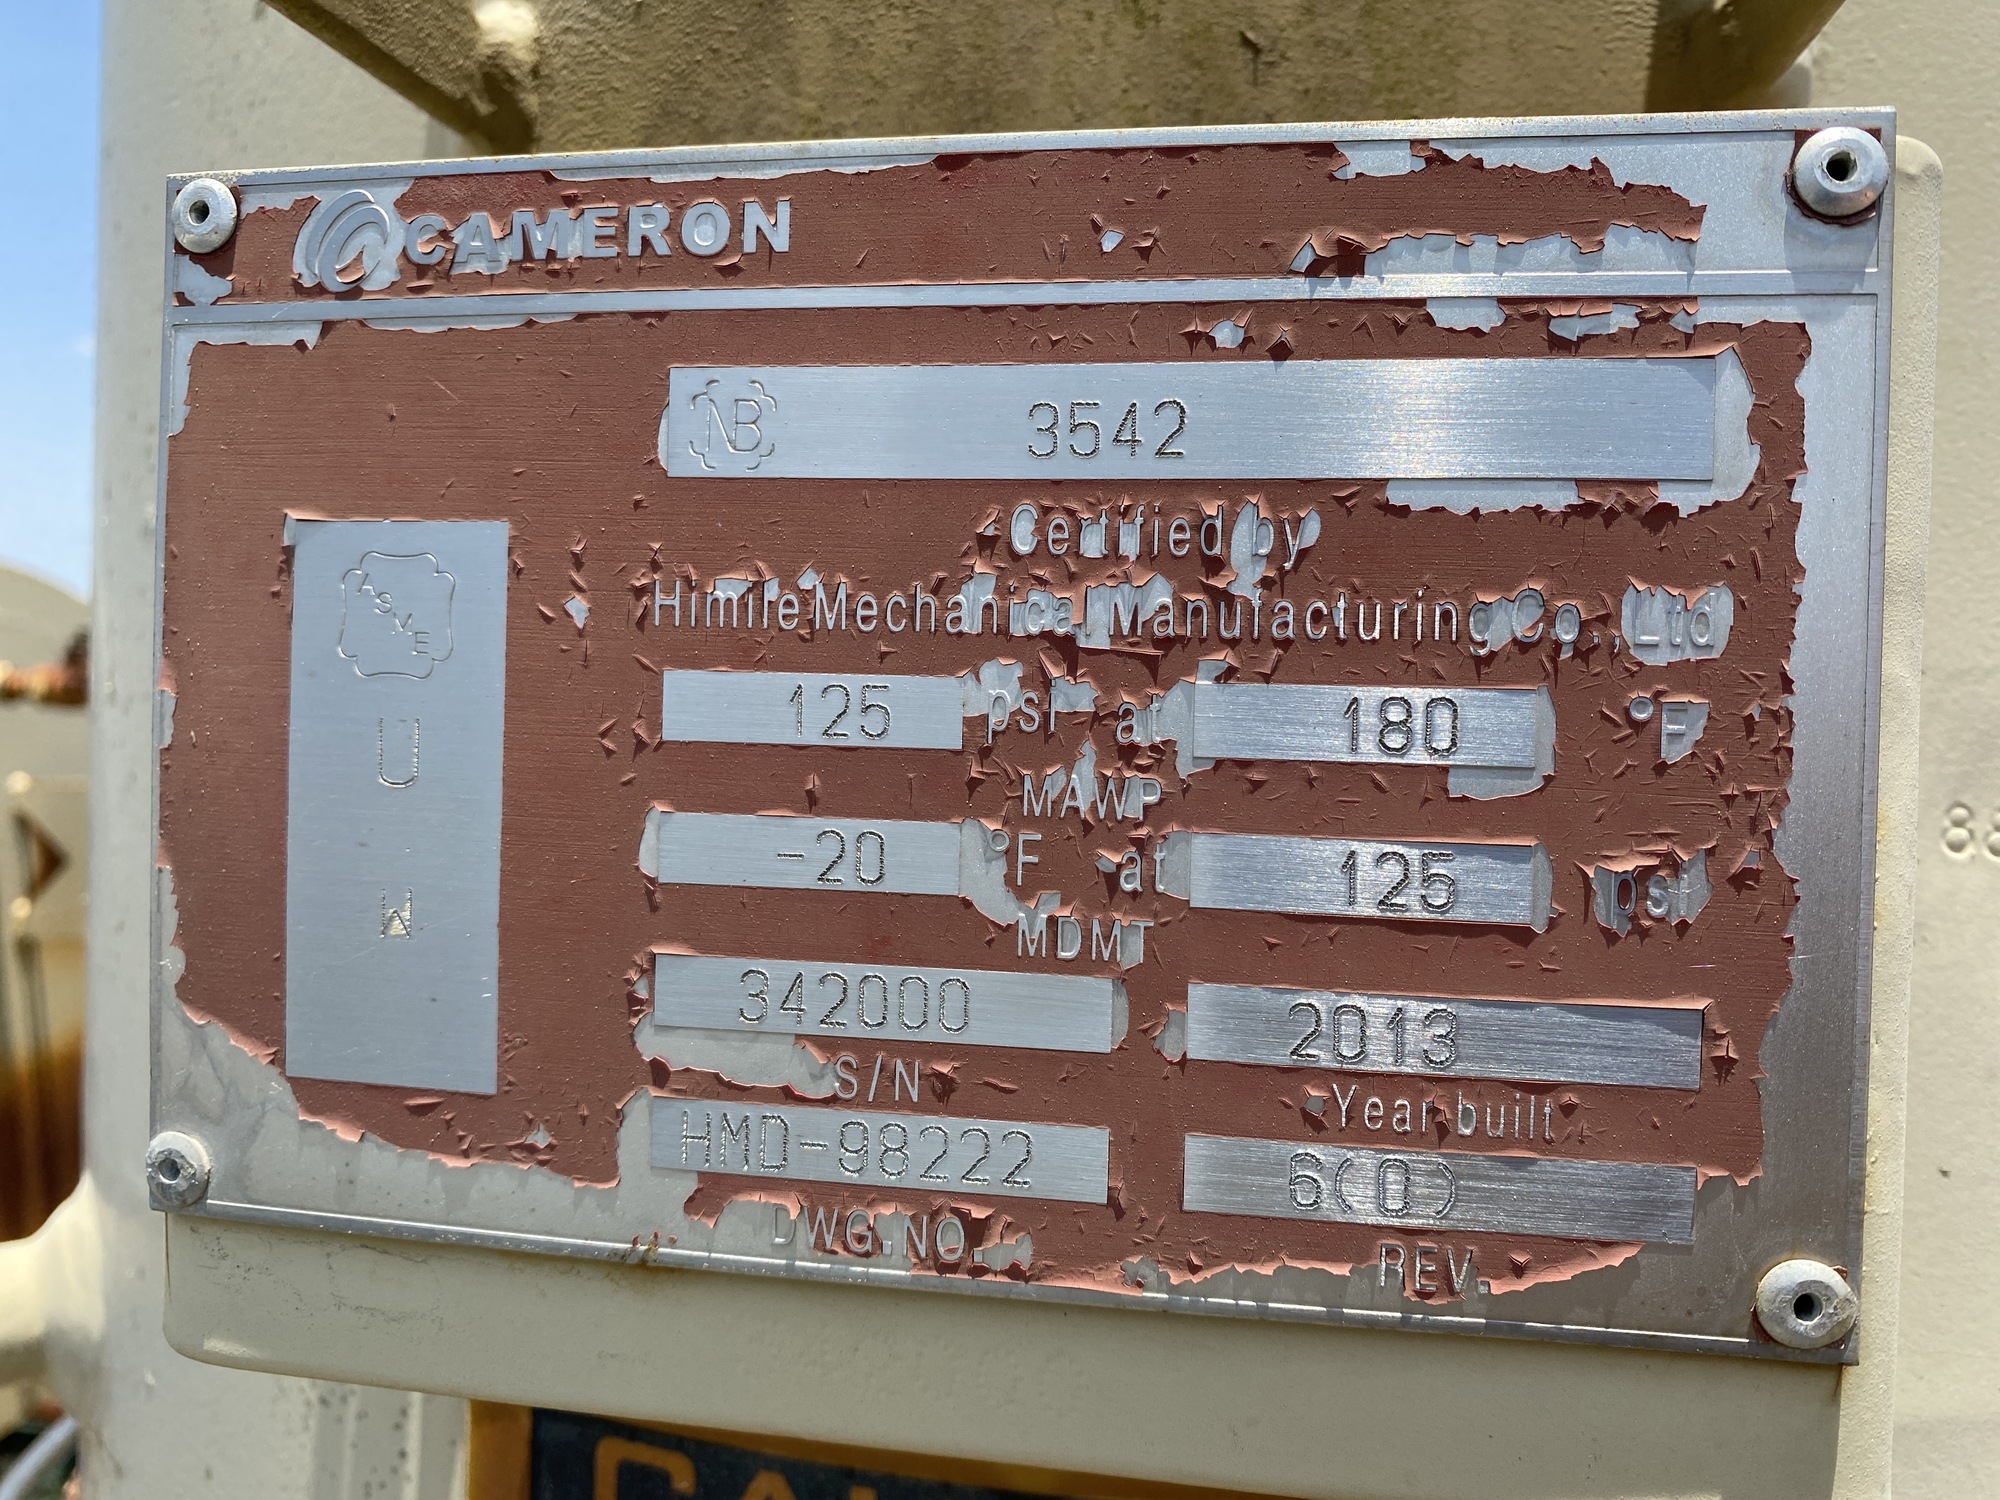 CAMERON
NB 3542
Certified by
Himile Mechanical Manufacturing Co., Ltd
ASME
U
W
125 psi at 180 °F
MAWP
-20 °F at 125 psi
MDMT
342000 2013
S/N Year built
HMD-98222 6(0)
DWG.NO. REV.
88